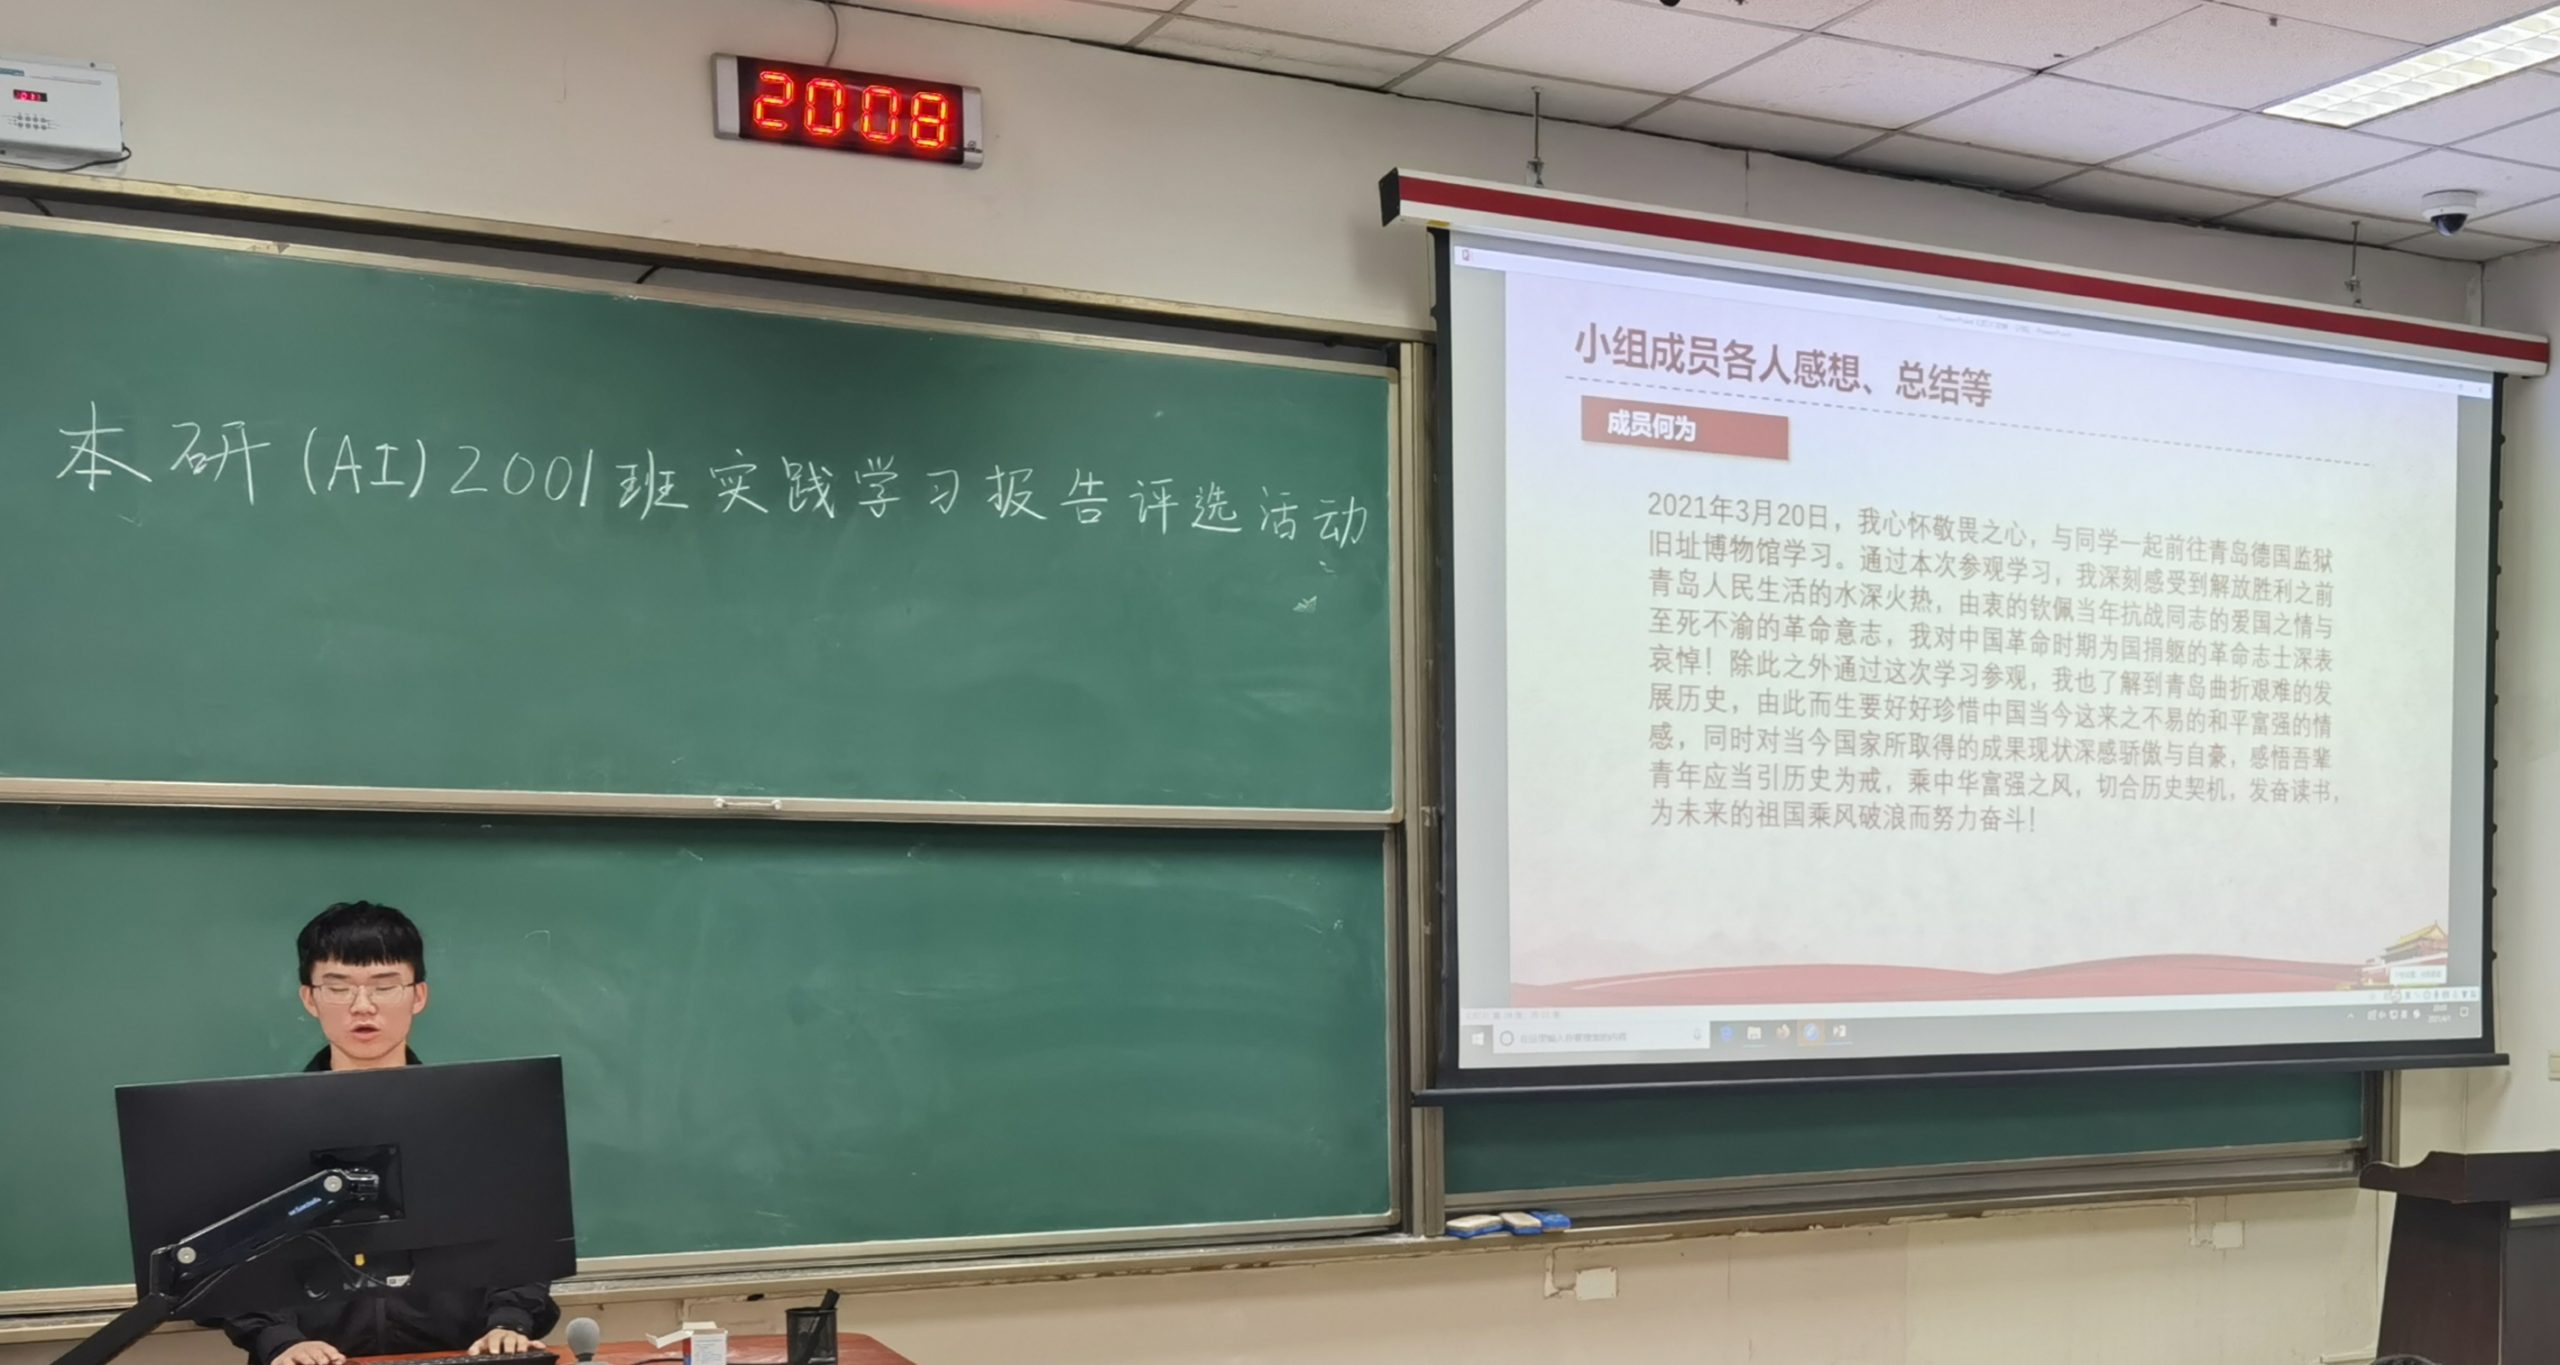 2008
本研(AI)2001班实践学习报告评选活动
小组成员各人感想、总结等
成员何为
2021年3月20日，我心怀敬畏之心，与同学一起前往青岛德国监狱
旧址博物馆学习。通过本次参观学习，我深刻感受到解放胜利之前
青岛人民生活的水深火热，由衷的钦佩当年抗战同志的爱国之情与
至死不渝的革命意志，我对中国革命时期为国捐躯的革命志士深表
哀悼！除此之外通过这次学习参观，我也了解到青岛曲折艰难的发
展历史，由此而生要好好珍惜中国当今这来之不易的和平富强的情
感，同时对当今国家所取得的成果现状深感骄傲与自豪，感悟吾辈
青年应当引历史为戒，乘中华富强之风，切合历史契机，发奋读书，
为未来的祖国乘风破浪而努力奋斗！
在这里输入你要搜索的内容